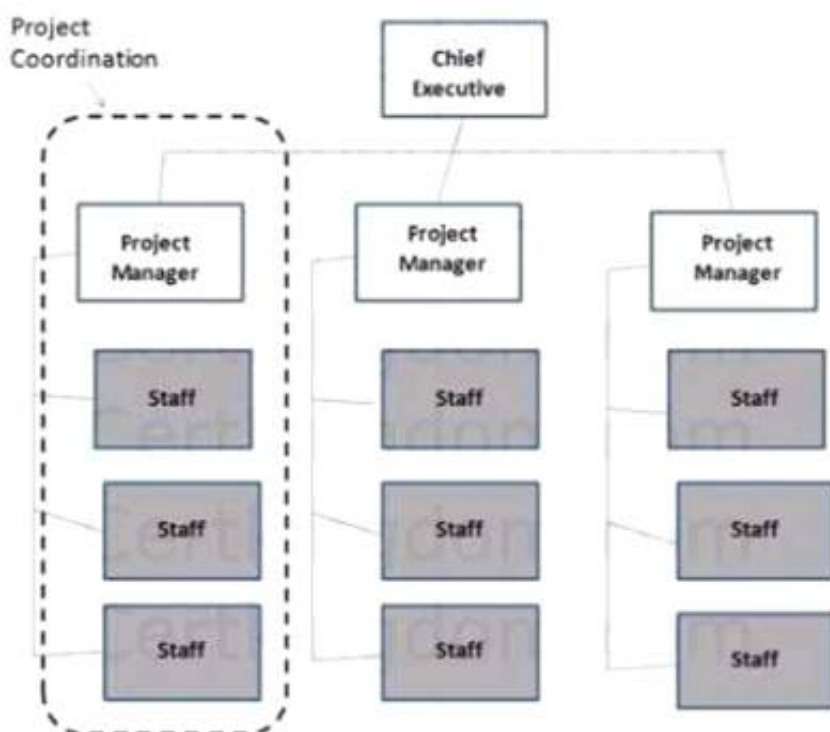 Project
Coordination
Chief
Executive
Project
Manager
Project
Manager
Project
Manager
Staff
Staff
Staff
Staff
Staff
Staff
Staff
Staff
Staff